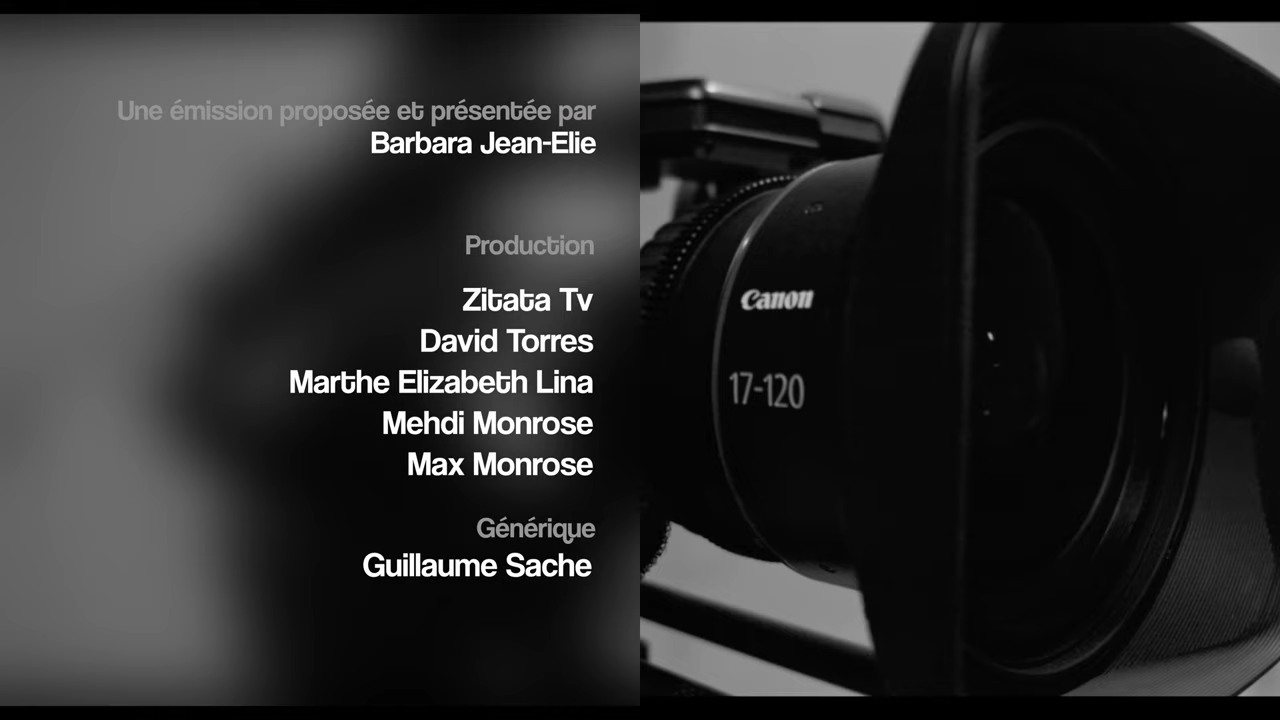 Une émission proposée et présentée par
Barbara Jean-Elie
Production
Zitata Tv
David Torres
Marthe Elizabeth Lina
Mehdi Monrose
Max Monrose
Générique
Guillaume Sache
Canon
17-120